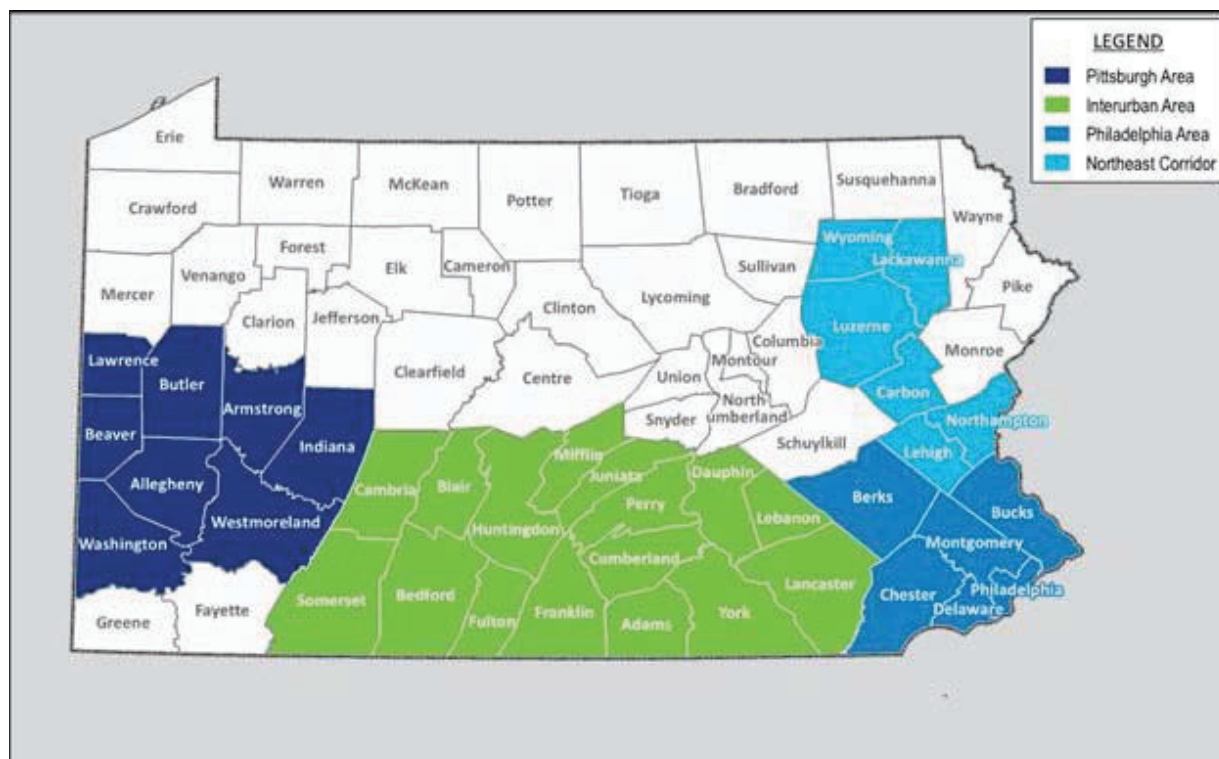 LEGEND
Pittsburgh Area
Interurban Area
Philadelphia Area
Northeast Corridor
Erie
Warren
McKean
Potter
Tioga
Bradford
Susquehanna
Wayne
Crawford
Forest
Elk
Cameron
Sullivan
Wyoming
Lackawanna
Venango
Mercer
Clarion
Jefferson
Clinton
Lycoming
Pike
Luzerne
Columbia
Montour
Monroe
Lawrence
Butler
Clearfield
Centre
Union
Carbon
Armstrong
North
umberland
Snyder
Northampton
Beaver
Indiana
Schuylkill
Lehigh
Mifflin
Juniata
Dauphin
Allegheny
Cambria
Blair
Perry
Berks
Bucks
Westmoreland
Huntingdon
Lebanon
Washington
Cumberland
Montgomery
Lancaster
Somerset
Bedford
Chester
Philadelphia
Delaware
Fayette
Greene
Fulton
Franklin
Adams
York